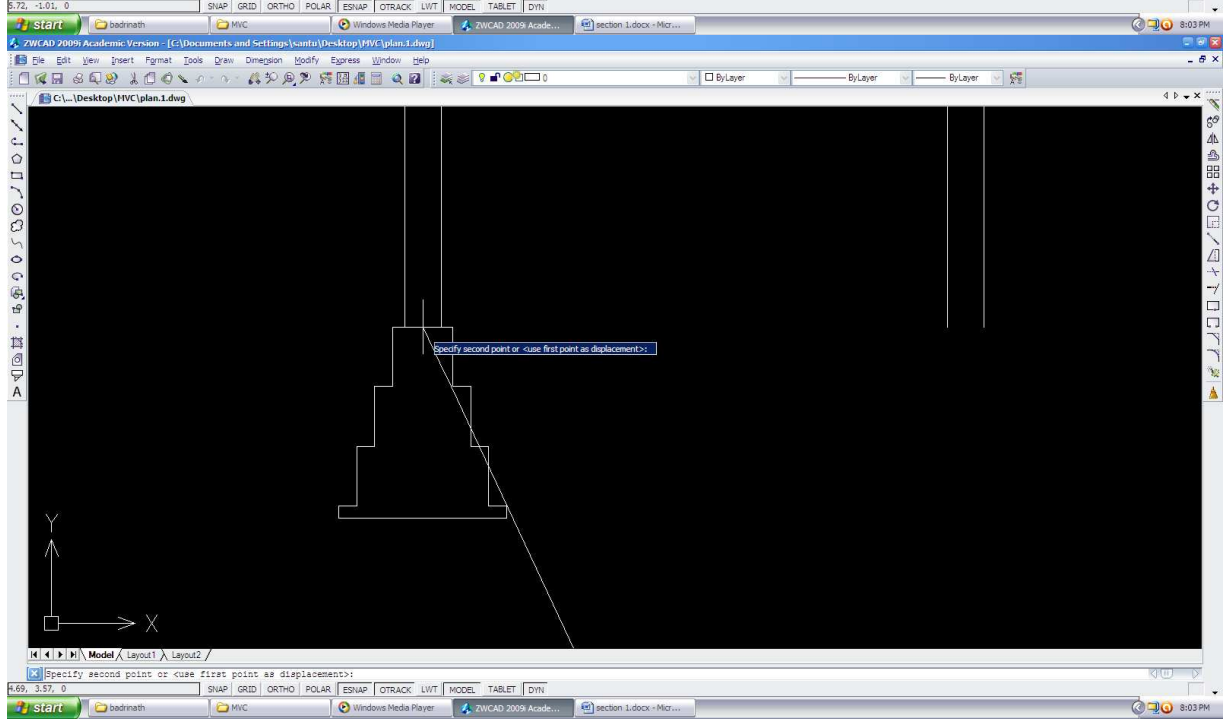 5.72, -1.01, 0 SNAP GRID ORTHO POLAR ESNAP OTRACK LWT MODEL TABLET DYN
start badrinath MVC Windows Media Player ZWCAD 2009i Acade... section 1.docx - Micr... 8:03 PM
ZWCAD 2009i Academic Version - [C:\Documents and Settings\santu\Desktop\MVC\plan.1.dwg]
File Edit View Insert Format Tools Draw Dimension Modify Express Window Help
0 ByLayer ByLayer ByLayer
C:\...\Desktop\MVC\plan.1.dwg
A
Specify second point or <use first point as displacement>:
Y
X
Model Layout1 Layout2
Specify second point or <use first point as displacement>:
4.69, 3.57, 0 SNAP GRID ORTHO POLAR ESNAP OTRACK LWT MODEL TABLET DYN
start badrinath MVC Windows Media Player ZWCAD 2009i Acade... section 1.docx - Micr... 8:03 PM